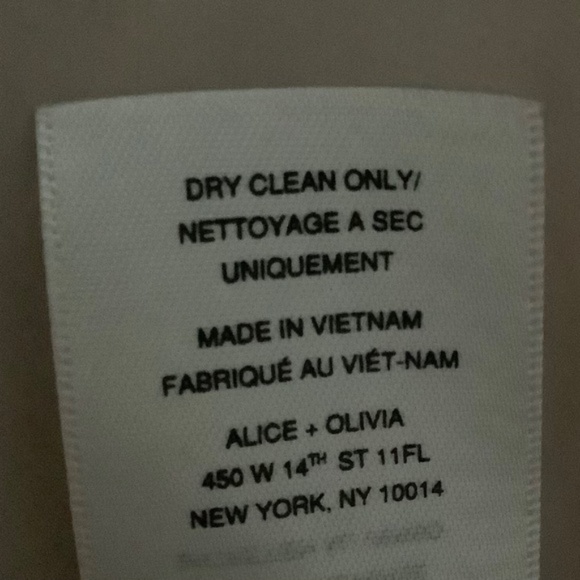 DRY CLEAN ONLY/
NETTOYAGE A SEC
UNIQUEMENT
MADE IN VIETNAM
FABRIQUÉ AU VIÉT-NAM
ALICE + OLIVIA
450 W 14TH ST 11FL
NEW YORK, NY 10014